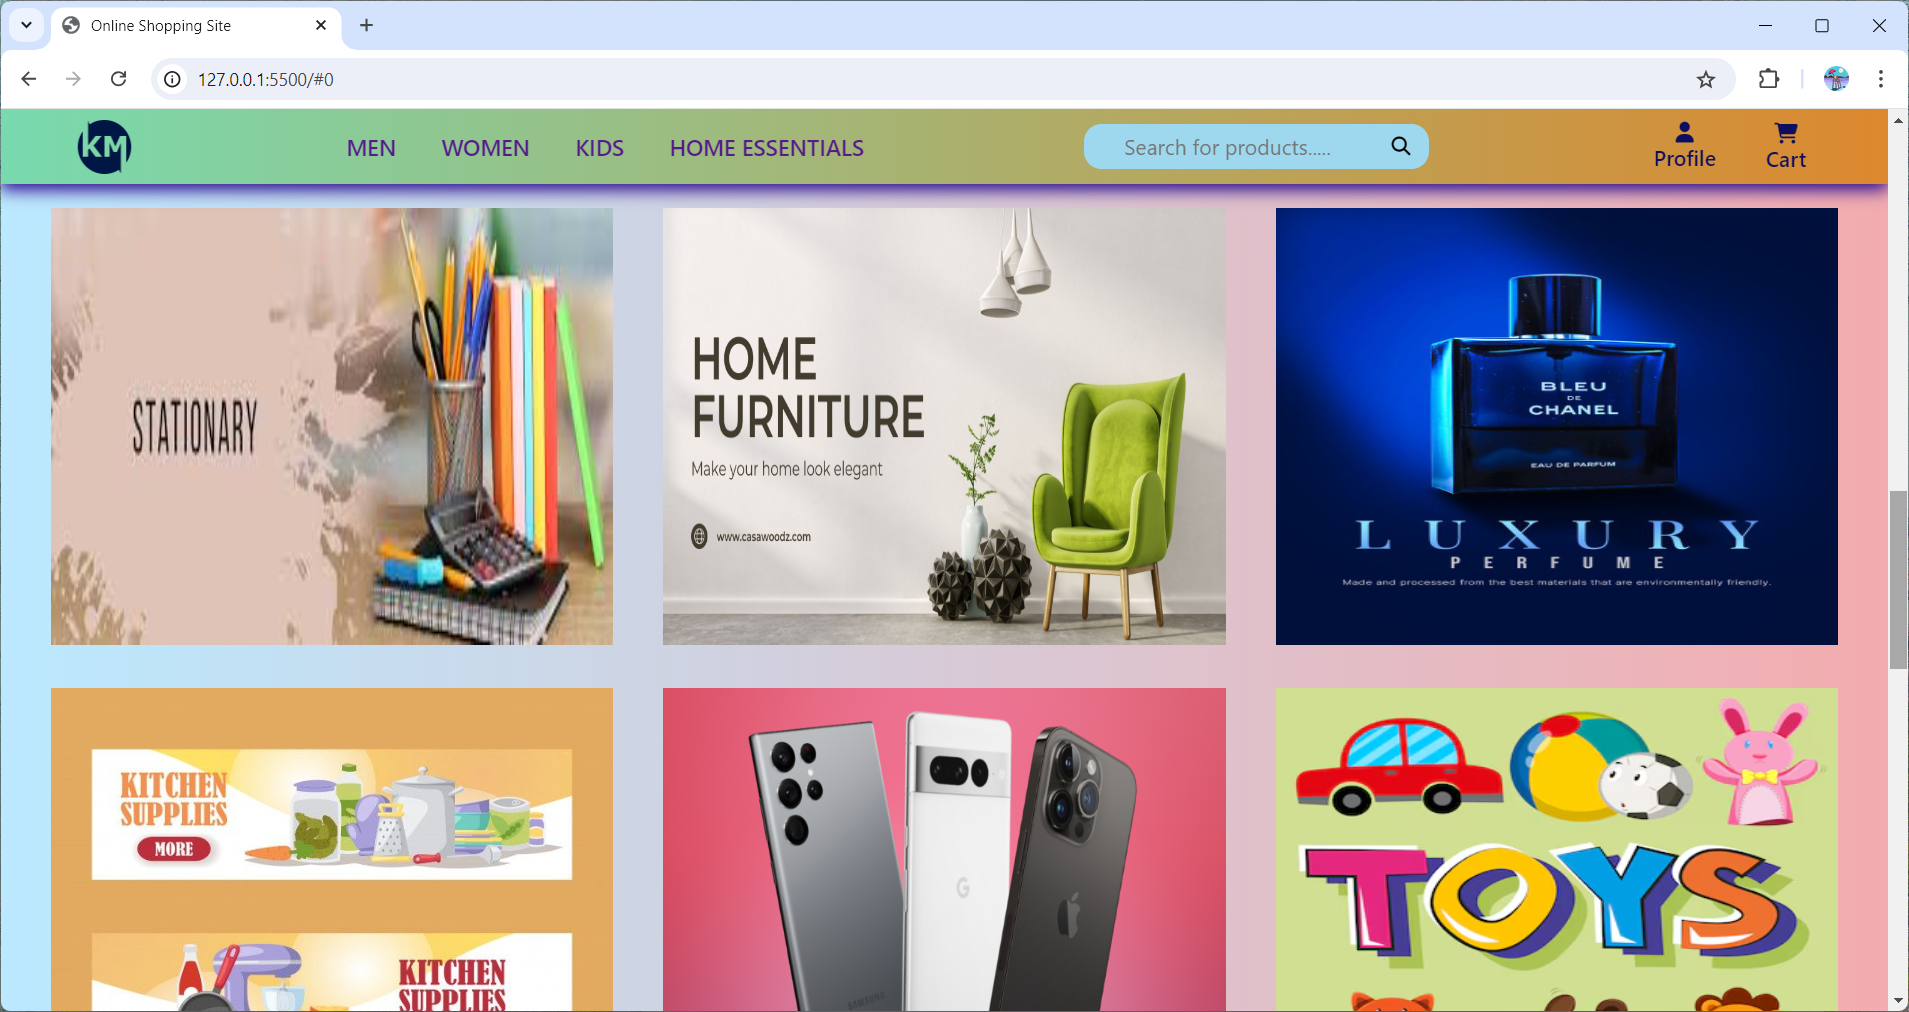 Online Shopping Site
127.0.0.1:5500/#0
KM
MEN
WOMEN
KIDS
HOME ESSENTIALS
Search for products.....
Profile
Cart
STATIONARY
HOME
FURNITURE
Make your home look elegant
www.casawoodz.com
BLEU
DE
CHANEL
EAU DE PARFUM
LUXURY
PERFUME
Made and processed from the best materials that are environmentally friendly.
KITCHEN
SUPPLIES
MORE
KITCHEN
SUPPLIES
SAMSUNG
G
TOYS